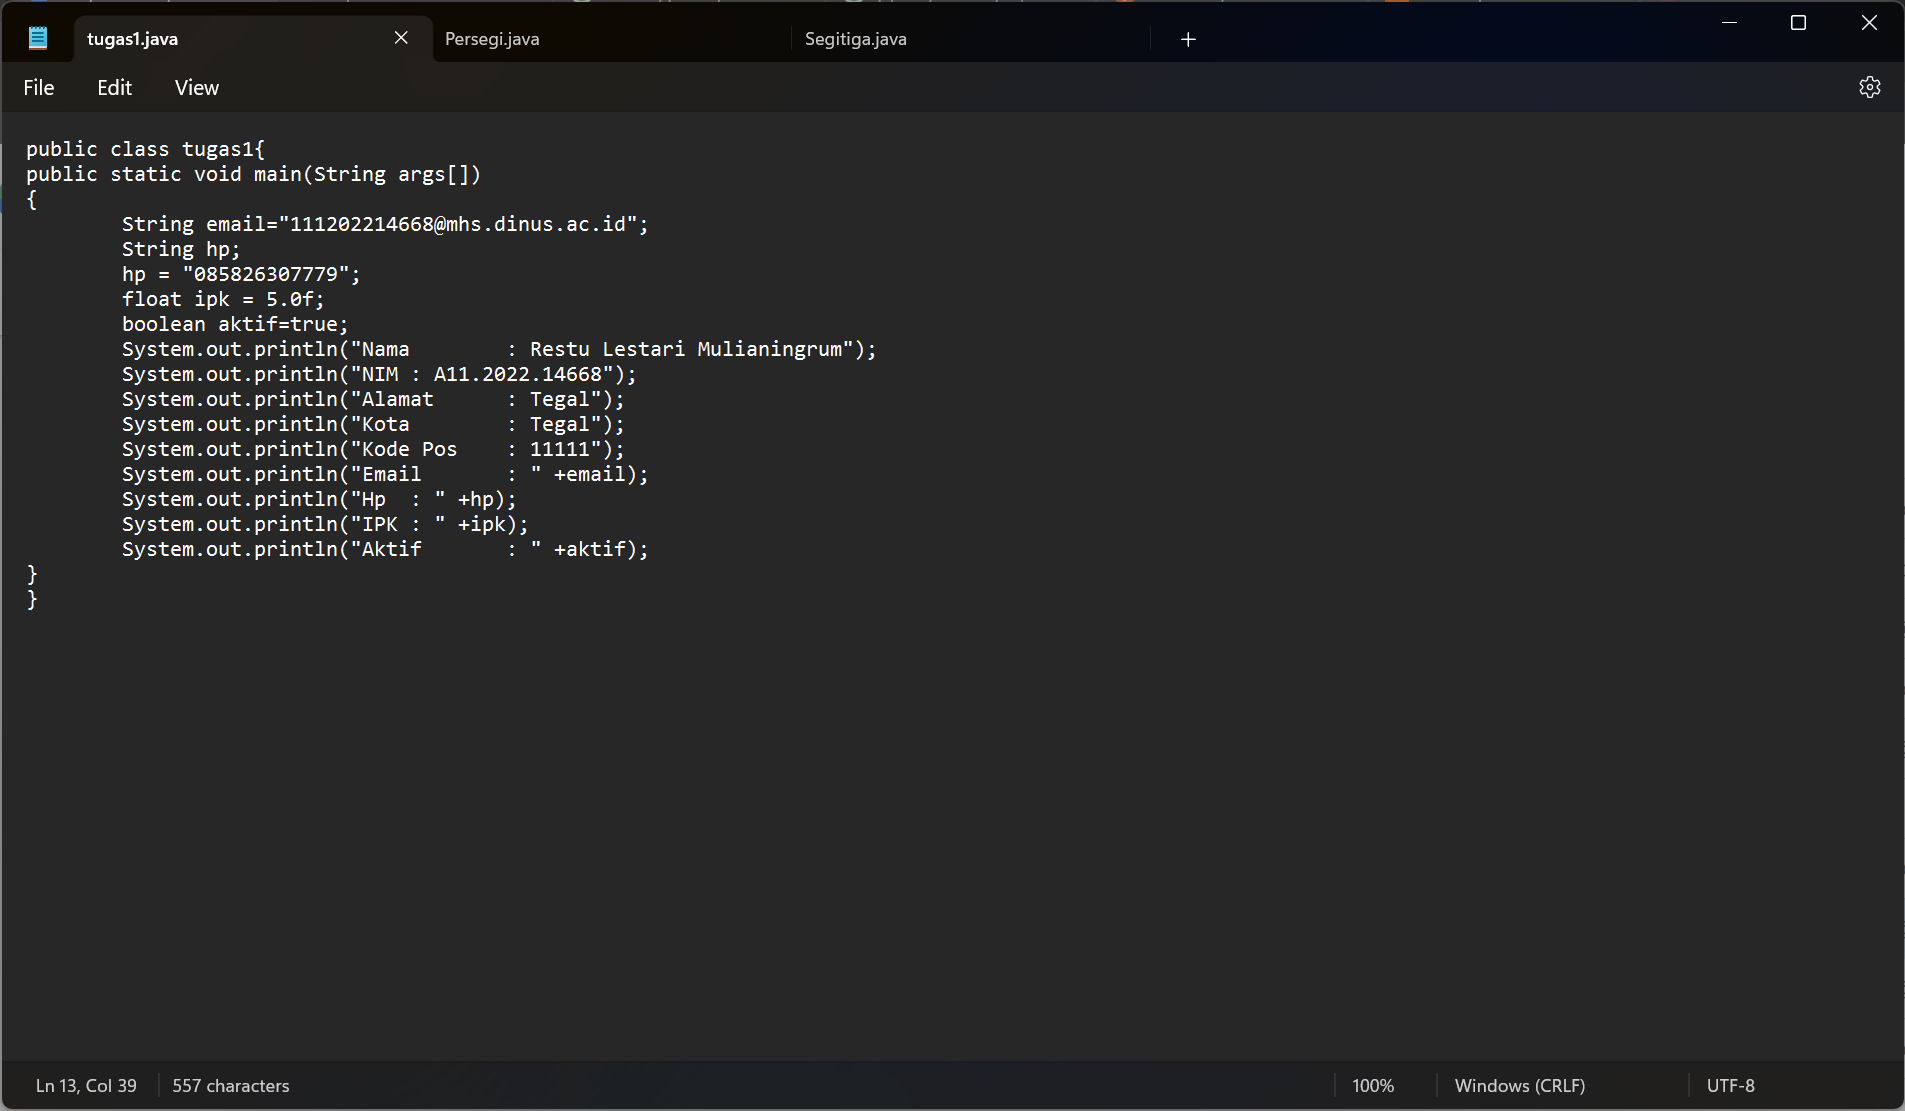 tugas1.java
Persegi.java
Segitiga.java
File Edit View
public class tugas1{
public static void main(String args[])
{
String email="111202214668@mhs.dinus.ac.id";
String hp;
hp = "085826307779";
float ipk = 5.0f;
boolean aktif=true;
System.out.println("Nama        : Restu Lestari Mulianingrum");
System.out.println("NIM : A11.2022.14668");
System.out.println("Alamat      : Tegal");
System.out.println("Kota        : Tegal");
System.out.println("Kode Pos    : 11111");
System.out.println("Email       : " +email);
System.out.println("Hp  : " +hp);
System.out.println("IPK : " +ipk);
System.out.println("Aktif       : " +aktif);
}
}
Ln 13, Col 39
557 characters
100%
Windows (CRLF)
UTF-8